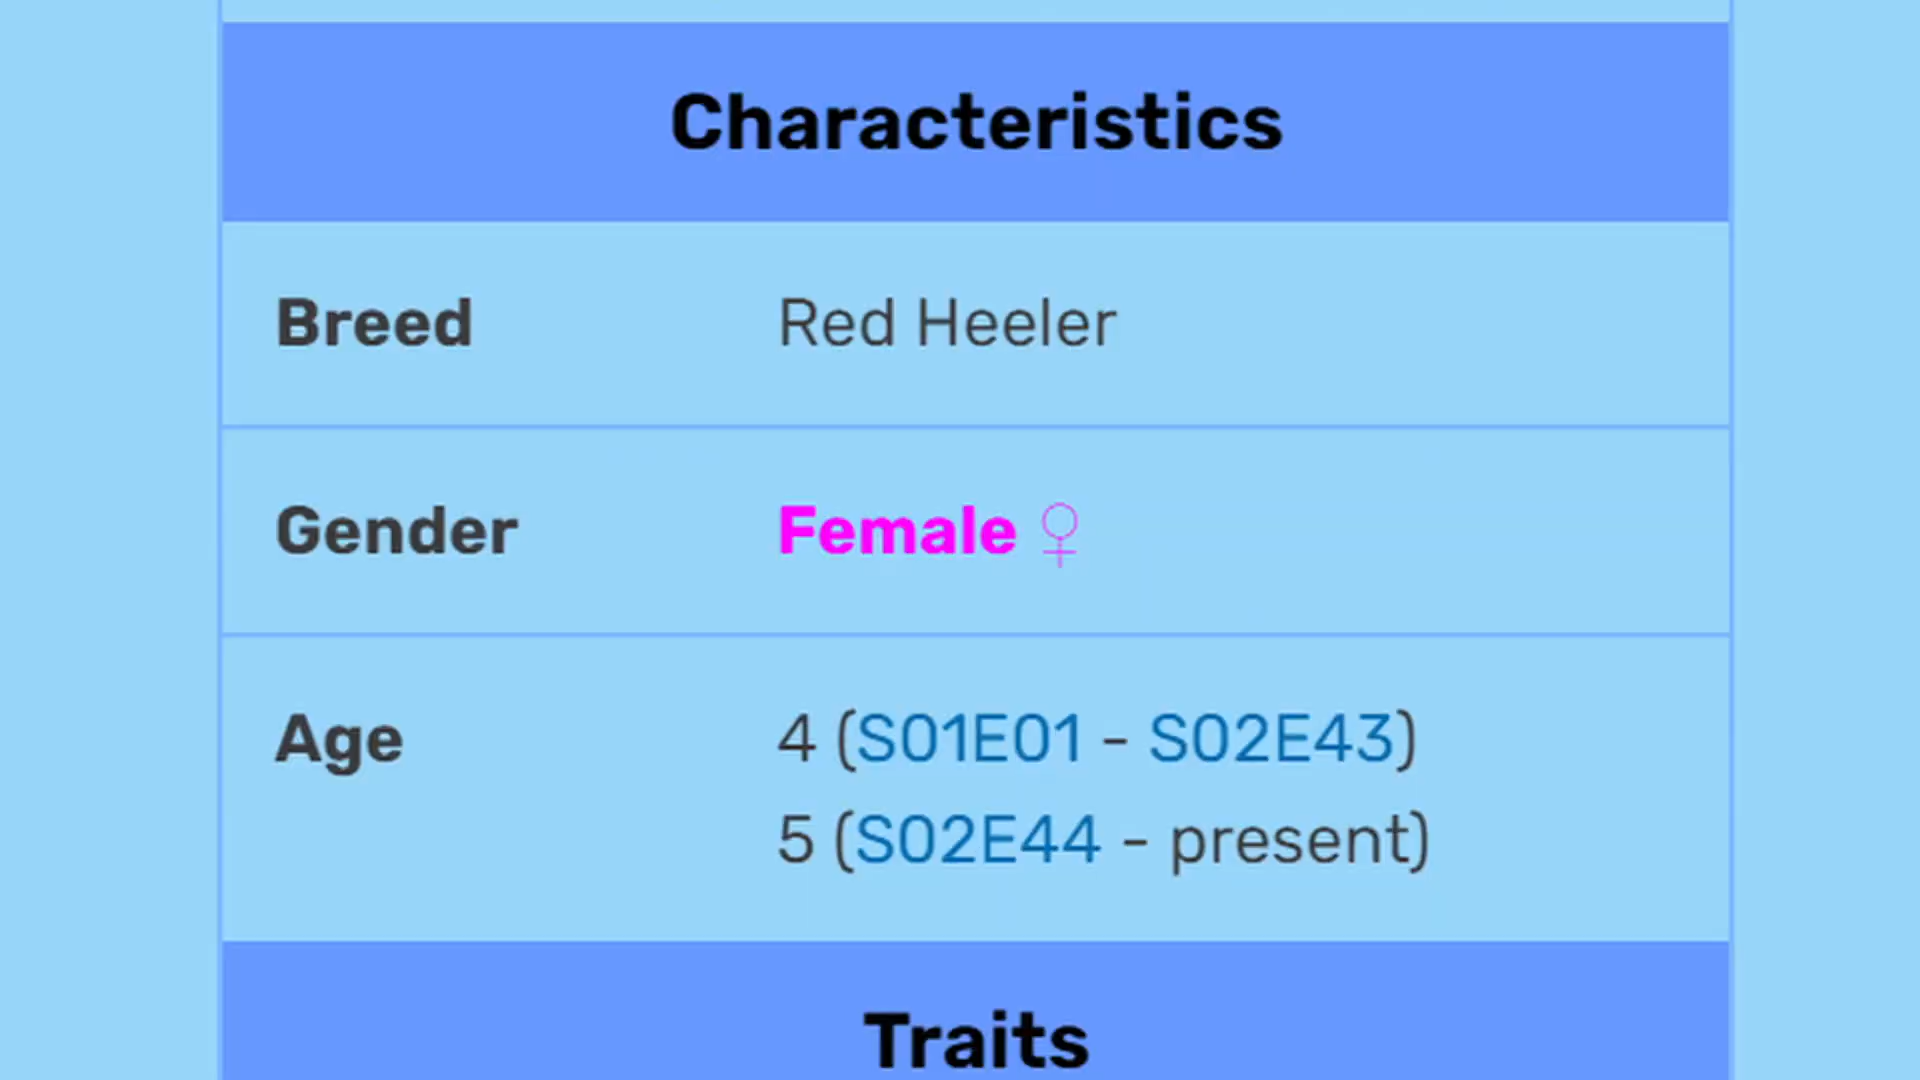 Characteristics
Breed Red Heeler
Gender Female ♀
Age 4 (S01E01 - S02E43)
5 (S02E44 - present)
Traits